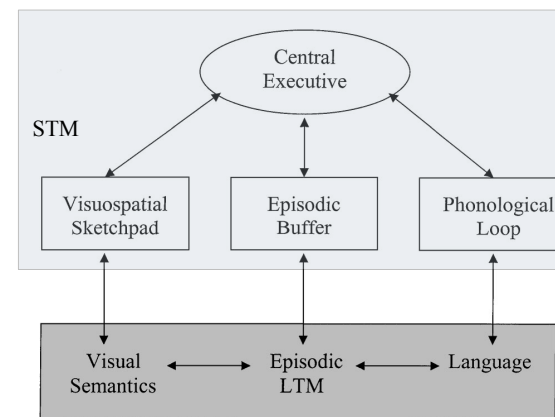 Central
Executive
STM
Visuospatial
Sketchpad
Episodic
Buffer
Phonological
Loop
Visual
Semantics
Episodic
LTM
Language